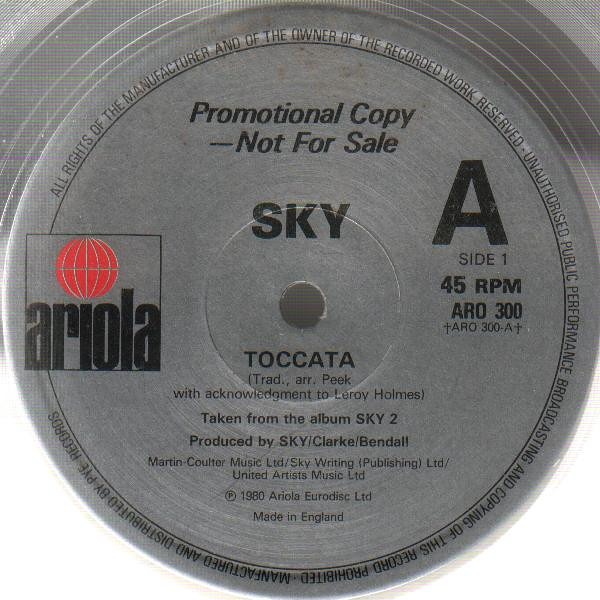 ALL RIGHTS OF THE MANUFACTURER AND OF THE OWNER OF THE RECORDED WORK RESERVED · UNAUTHORISED PUBLIC PERFORMANCE BROADCASTING AND COPYING OF THIS RECORD PROHIBITED · MANFACTURED AND DISTRIBUTED BY PYE RECORDS
Promotional Copy
—Not For Sale
A
SKY
SIDE 1
45 RPM
ARO 300
†ARO 300-A†
ariola
TOCCATA
(Trad., arr. Peek
with acknowledgment to Leroy Holmes)
Taken from the album SKY 2
Produced by SKY/Clarke/Bendall
Martin-Coulter Music Ltd/Sky Writing (Publishing) Ltd/
United Artists Music Ltd
℗ 1980 Ariola Eurodisc Ltd
Made in England